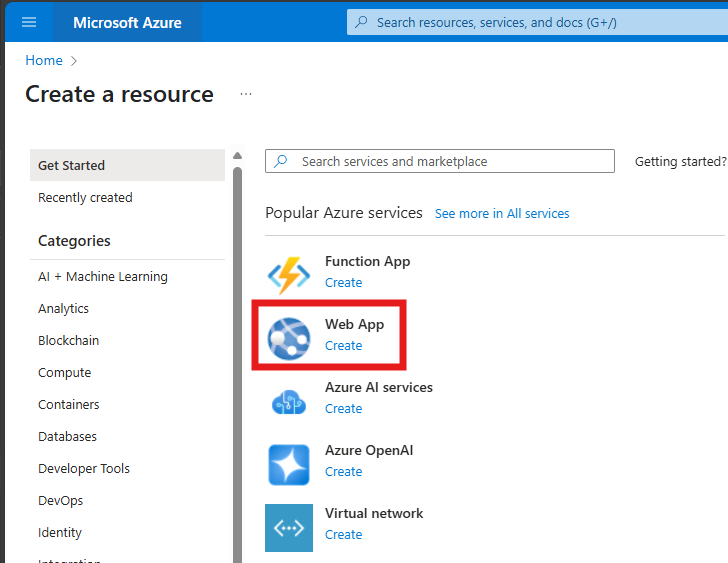 Microsoft Azure
Search resources, services, and docs (G+/)
Home >
Create a resource ...
Get Started
Recently created
Categories
AI + Machine Learning
Analytics
Blockchain
Compute
Containers
Databases
Developer Tools
DevOps
Identity
Integration
Search services and marketplace
Getting started?
Popular Azure services See more in All services
Function App
Create
Web App
Create
Azure AI services
Create
Azure OpenAI
Create
Virtual network
Create